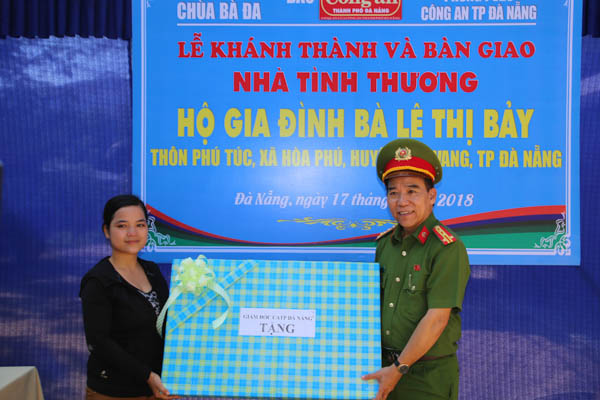 CHÙA BÀ ĐA
BÁO
Công an
THÀNH PHỐ ĐÀ NẴNG
CÔNG AN TP ĐÀ NẴNG
LỄ KHÁNH THÀNH VÀ BÀN GIAO
NHÀ TÌNH THƯƠNG
HỘ GIA ĐÌNH BÀ LÊ THỊ BẢY
THÔN PHÚ TÚC, XÃ HÒA PHÚ, HUY VANG, TP ĐÀ NẴNG
Đà Nẵng, ngày 17 tháng 2018
GIÁM ĐỐC CATP ĐÀ NẴNG
TẶNG